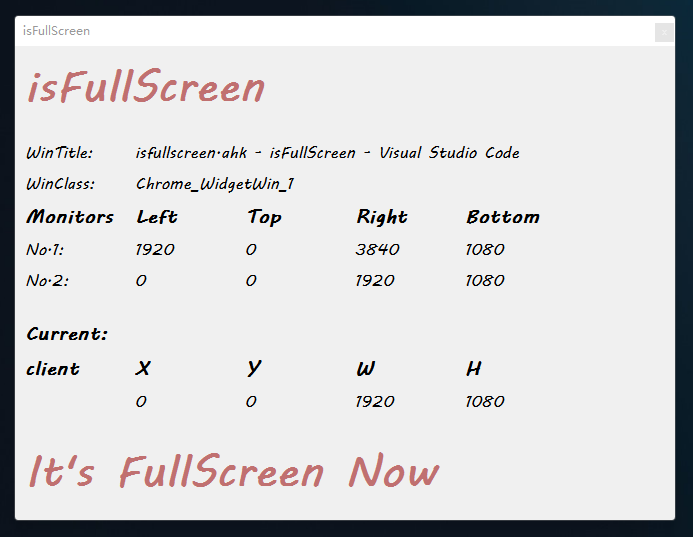 isFullScreen
x
isFullScreen
WinTitle: isfullscreen.ahk - isFullScreen - Visual Studio Code
WinClass: Chrome_WidgetWin_1
Monitors Left Top Right Bottom
No.1: 1920 0 3840 1080
No.2: 0 0 1920 1080
Current:
client X Y W H
0 0 1920 1080
It's FullScreen Now